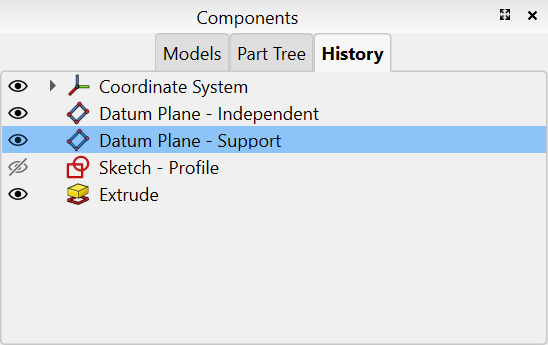 Components
Models Part Tree History
Coordinate System
Datum Plane - Independent
Datum Plane - Support
Sketch - Profile
Extrude